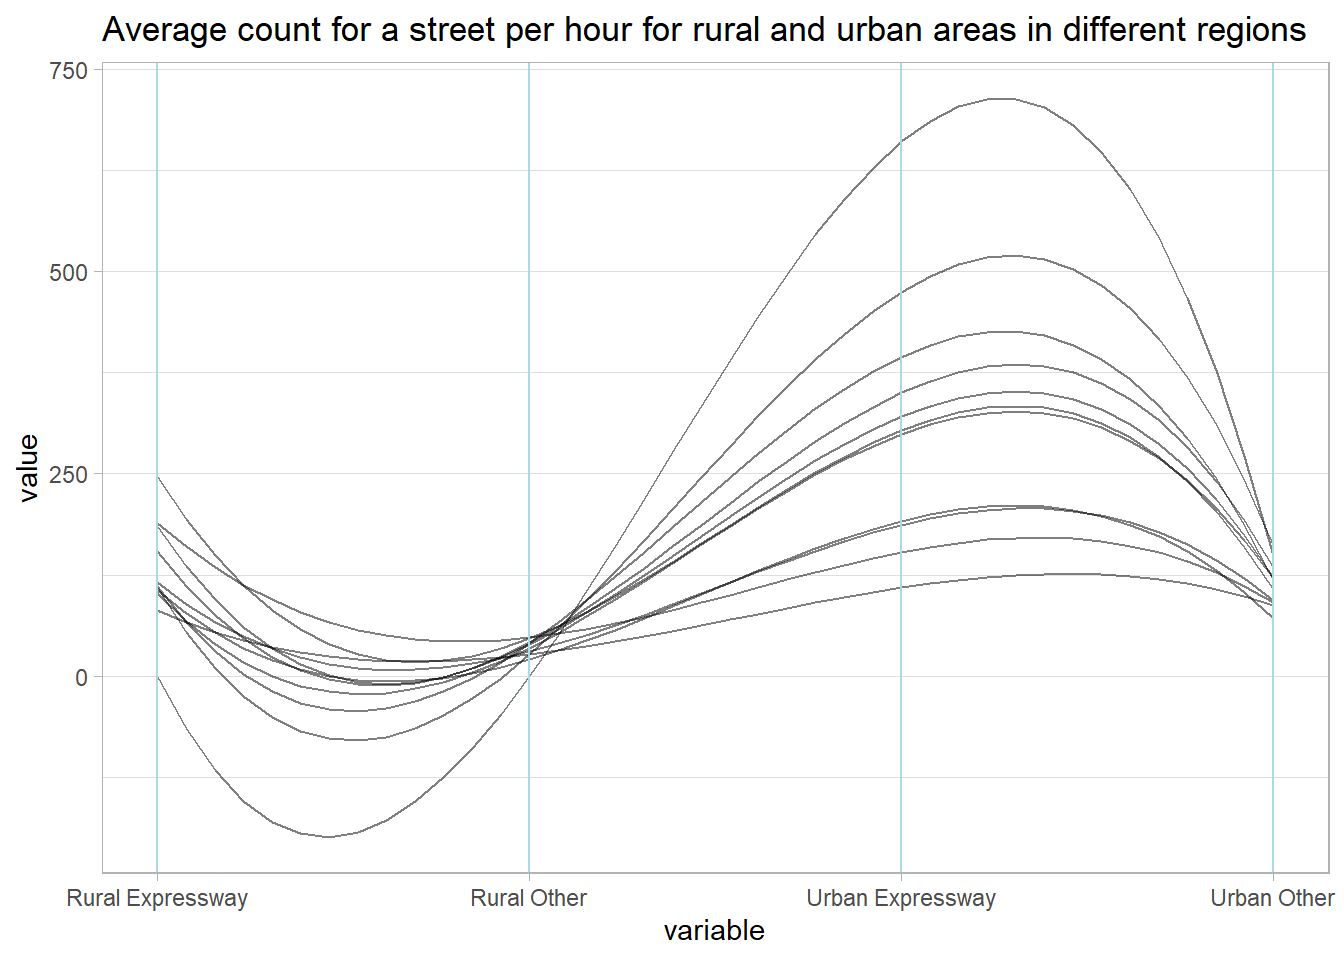 Average count for a street per hour for rural and urban areas in different regions
750
500
250
0
value
Rural Expressway
Rural Other
Urban Expressway
Urban Other
variable